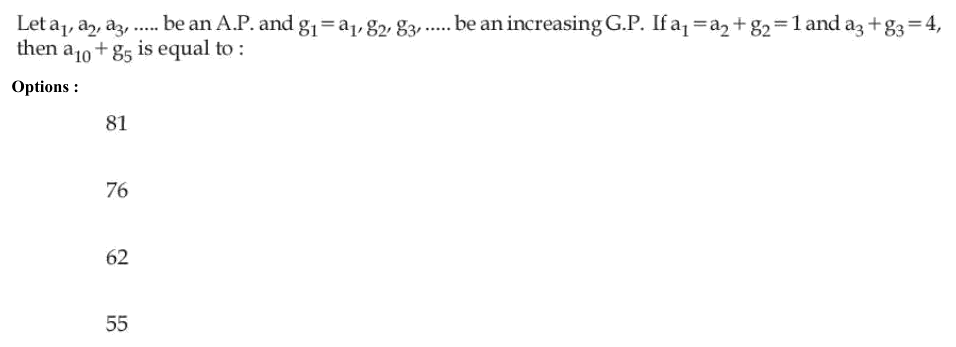 Let a₁, a₂, a₃, ..... be an A.P. and g₁ = a₁, g₂, g₃, ..... be an increasing G.P. If a₁ = a₂ + g₂ = 1 and a₃ + g₃ = 4,
then a₁₀ + g₅ is equal to :
Options :
81
76
62
55